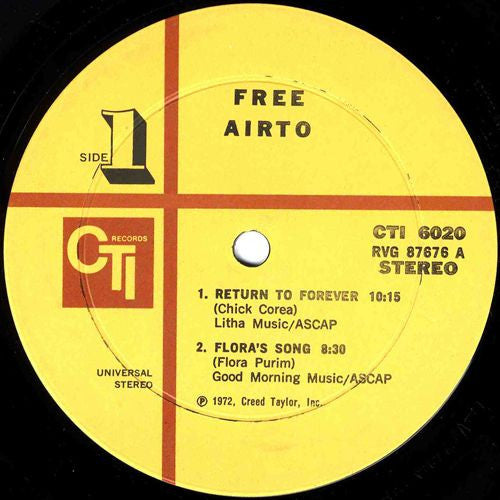 FREE
AIRTO
SIDE 1
CTI RECORDS
CTI 6020
RVG 87676 A
STEREO
1. RETURN TO FOREVER 10:15
(Chick Corea)
Litha Music/ASCAP
2. FLORA'S SONG 8:30
(Flora Purim)
Good Morning Music/ASCAP
UNIVERSAL
STEREO
℗ 1972, Creed Taylor, Inc.